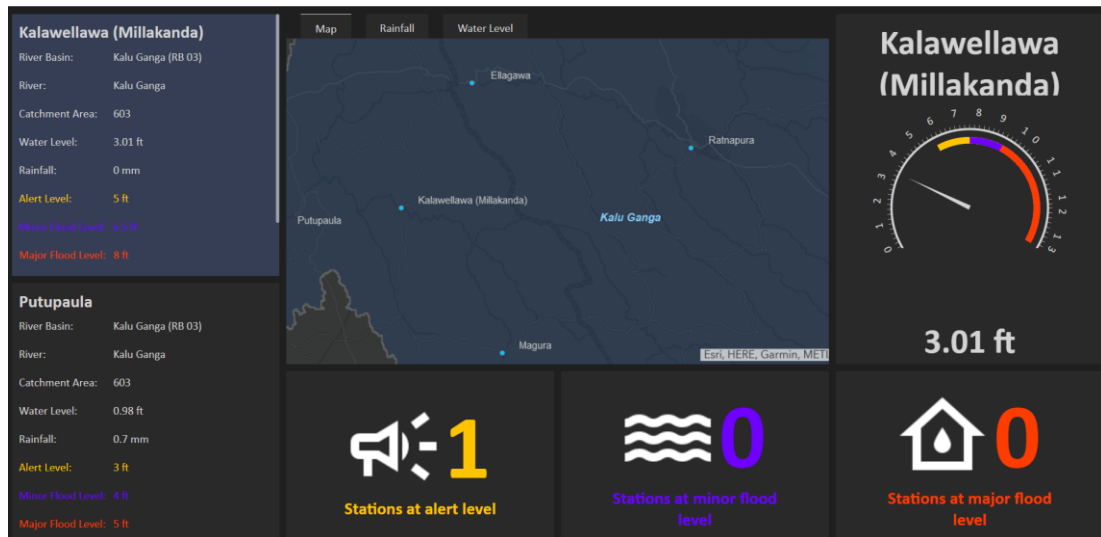 Kalawellawa (Millakanda)
River Basin: Kalu Ganga (RB 03)
River: Kalu Ganga
Catchment Area: 603
Water Level: 3.01 ft
Rainfall: 0 mm
Alert Level: 5 ft
Minor Flood Level: 6.5 ft
Major Flood Level: 8 ft
Putupaula
River Basin: Kalu Ganga (RB 03)
River: Kalu Ganga
Catchment Area: 603
Water Level: 0.98 ft
Rainfall: 0.7 mm
Alert Level: 3 ft
Minor Flood Level: 4 ft
Major Flood Level: 5 ft
Map Rainfall Water Level
Ellagawa
Ratnapura
Kalawellawa (Millakanda)
Putupaula
Kalu Ganga
Magura
Esri, HERE, Garmin, METI
Kalawellawa
(Millakanda)
0 1 2 3 4 5 6 7 8 9 10 11 12 13
3.01 ft
1
Stations at alert level
0
Stations at minor flood
level
0
Stations at major flood
level